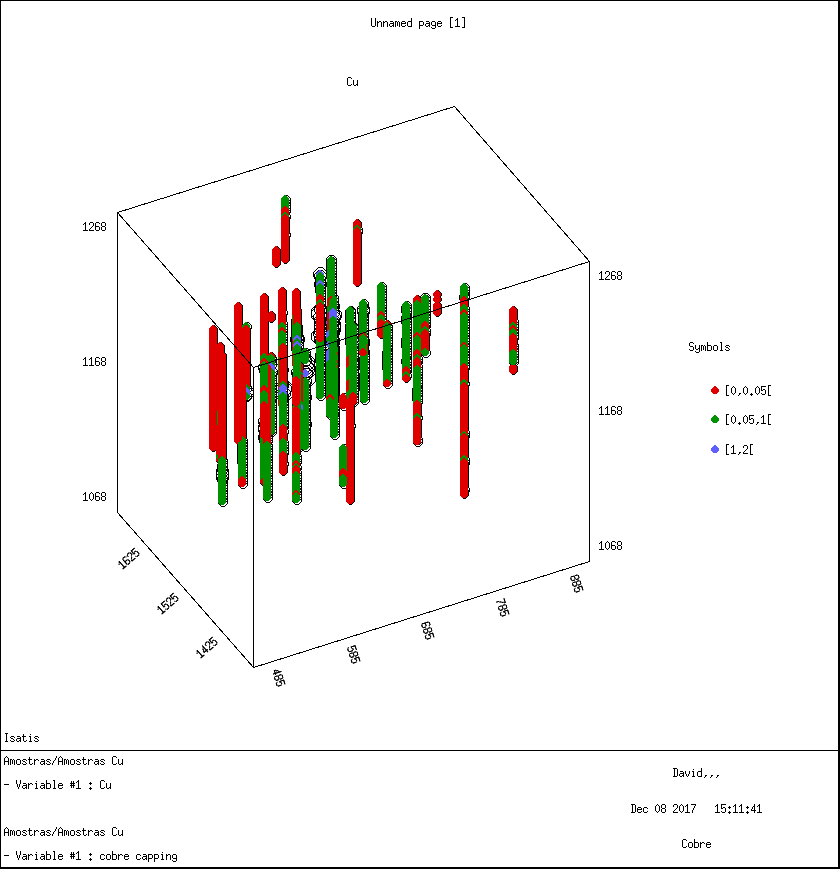 Unnamed page [1]
Cu
1268
1268
1168
Symbols
[0,0.05[
1168
[0.05,1[
[1,2[
1068
1068
1625
885
1525
785
1425
685
585
485
Isatis
Amostras/Amostras Cu
- Variable #1 : Cu
David,,,
Dec 08 2017   15:11:41
Amostras/Amostras Cu
Cobre
- Variable #1 : cobre capping